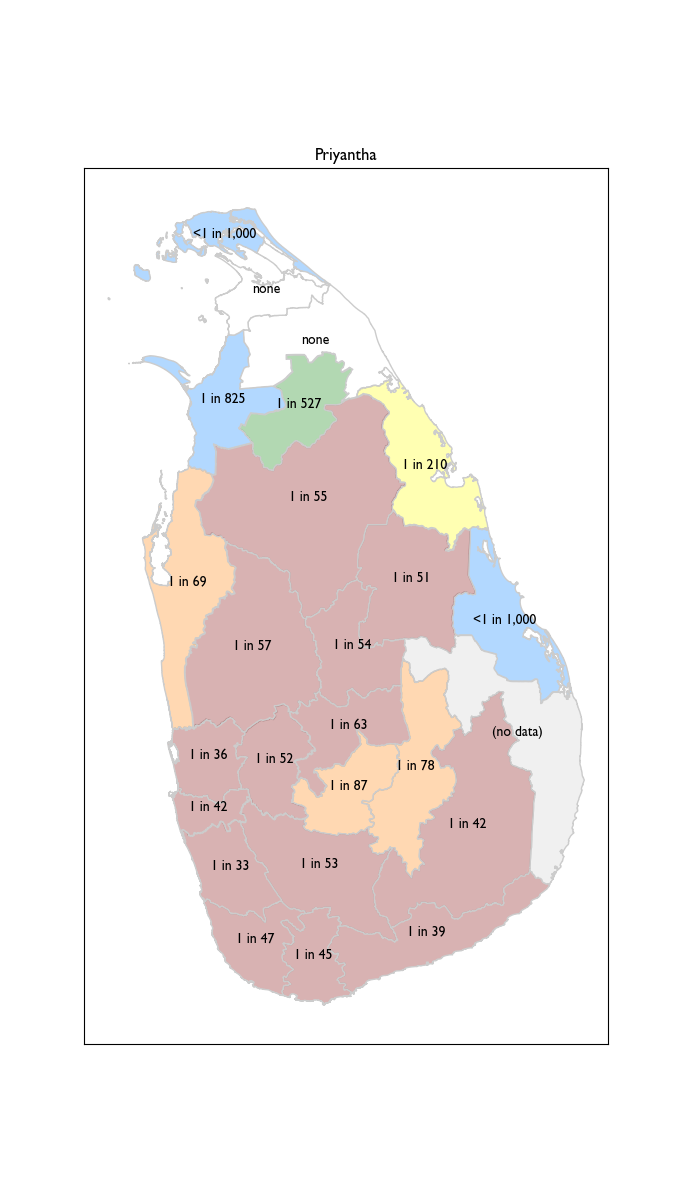 Priyantha
<1 in 1,000
none
none
1 in 825
1 in 527
1 in 210
1 in 55
1 in 51
1 in 69
<1 in 1,000
1 in 57
1 in 54
1 in 63
(no data)
1 in 36
1 in 52
1 in 78
1 in 87
1 in 42
1 in 42
1 in 33
1 in 53
1 in 47
1 in 39
1 in 45